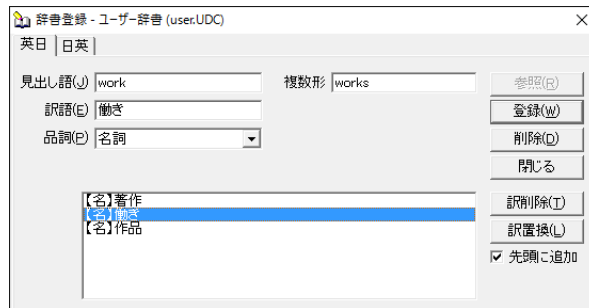 辞書登録 - ユーザー辞書 (user.UDC)
英日 日英
見出し語(J) work 複数形 works 参照(R)
訳語(E) 働き 登録(W)
品詞(P) 名詞 削除(D)
閉じる
【名】著作 訳削除(T)
【名】働き
【名】作品 訳置換(L)
先頭に追加